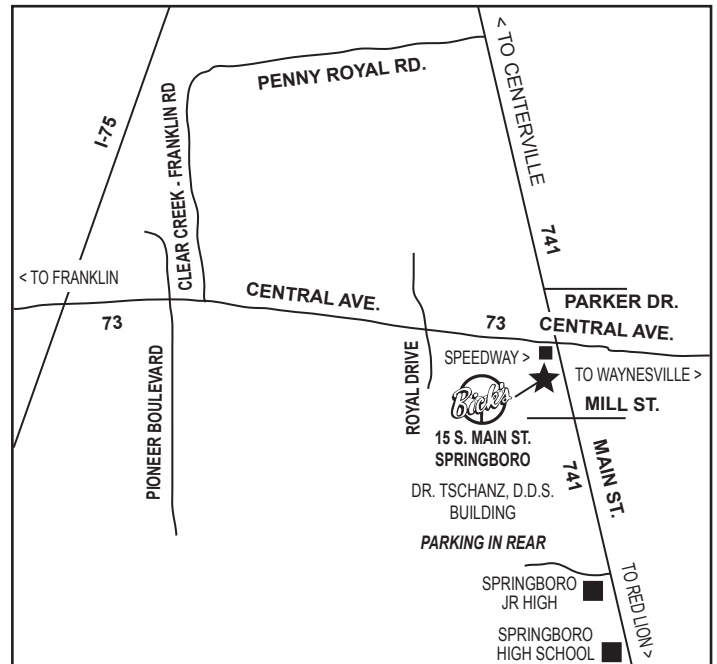 < TO CENTERVILLE
PENNY ROYAL RD.
I-75
CLEAR CREEK - FRANKLIN RD
741
< TO FRANKLIN
CENTRAL AVE.
PARKER DR.
73
73
CENTRAL AVE.
PIONEER BOULEVARD
ROYAL DRIVE
SPEEDWAY >
TO WAYNESVILLE >
Bick's
MILL ST.
15 S. MAIN ST.
SPRINGBORO
MAIN ST.
741
DR. TSCHANZ, D.D.S.
BUILDING
PARKING IN REAR
TO RED LION >
SPRINGBORO
JR HIGH
SPRINGBORO
HIGH SCHOOL